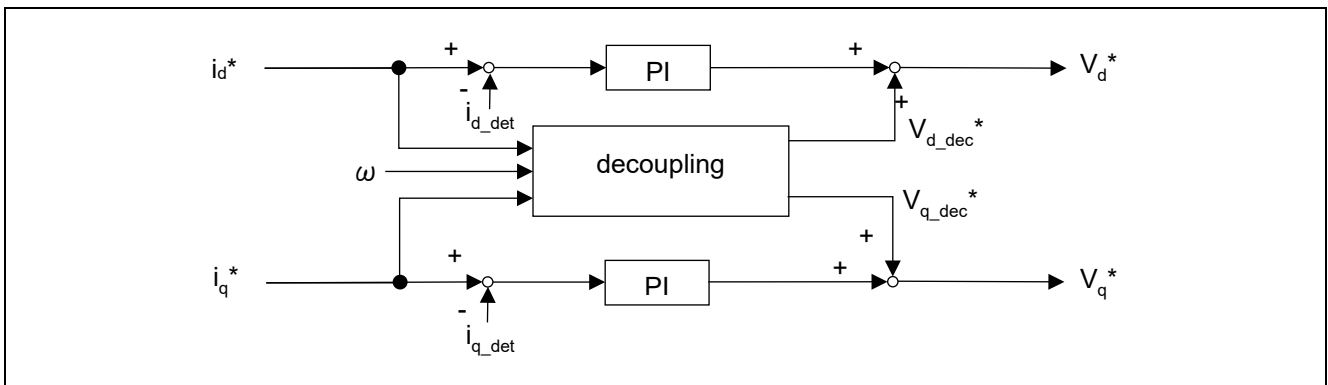 id* + PI + Vd*
-
id_det
+
Vd_dec*
decoupling
ω
Vq_dec*
+
iq* + PI + Vq*
-
iq_det